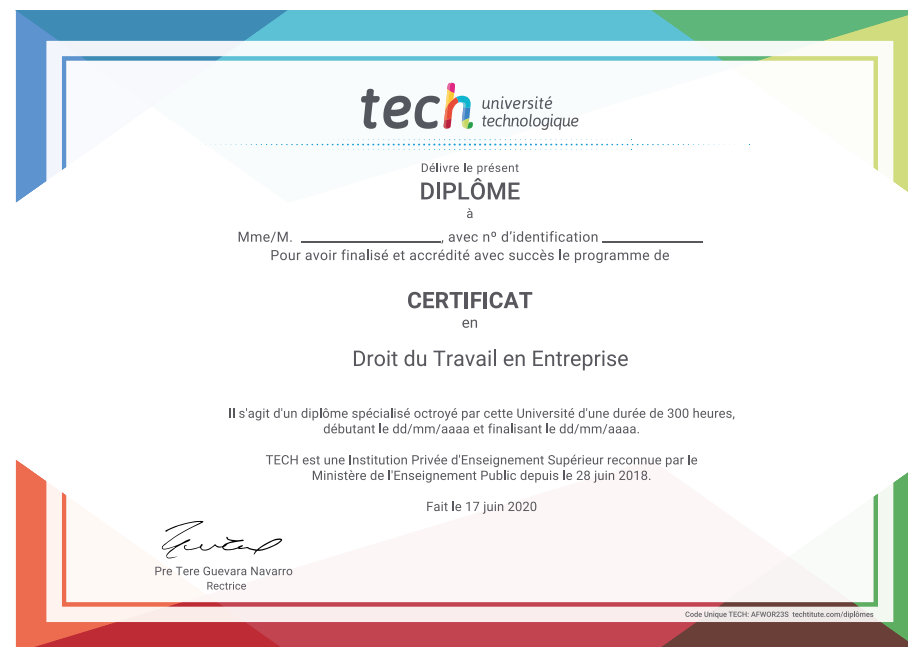 tech université
technologique
Délivre le présent
DIPLÔME
à
Mme/M. ____________________, avec nº d'identification ______________
Pour avoir finalisé et accrédité avec succès le programme de
CERTIFICAT
en
Droit du Travail en Entreprise
Il s'agit d'un diplôme spécialisé octroyé par cette Université d'une durée de 300 heures,
débutant le dd/mm/aaaa et finalisant le dd/mm/aaaa.
TECH est une Institution Privée d'Enseignement Supérieur reconnue par le
Ministère de l'Enseignement Public depuis le 28 juin 2018.
Fait le 17 juin 2020
Pre Tere Guevara Navarro
Rectrice
Code Unique TECH: AFWOR23S techtitute.com/diplômes